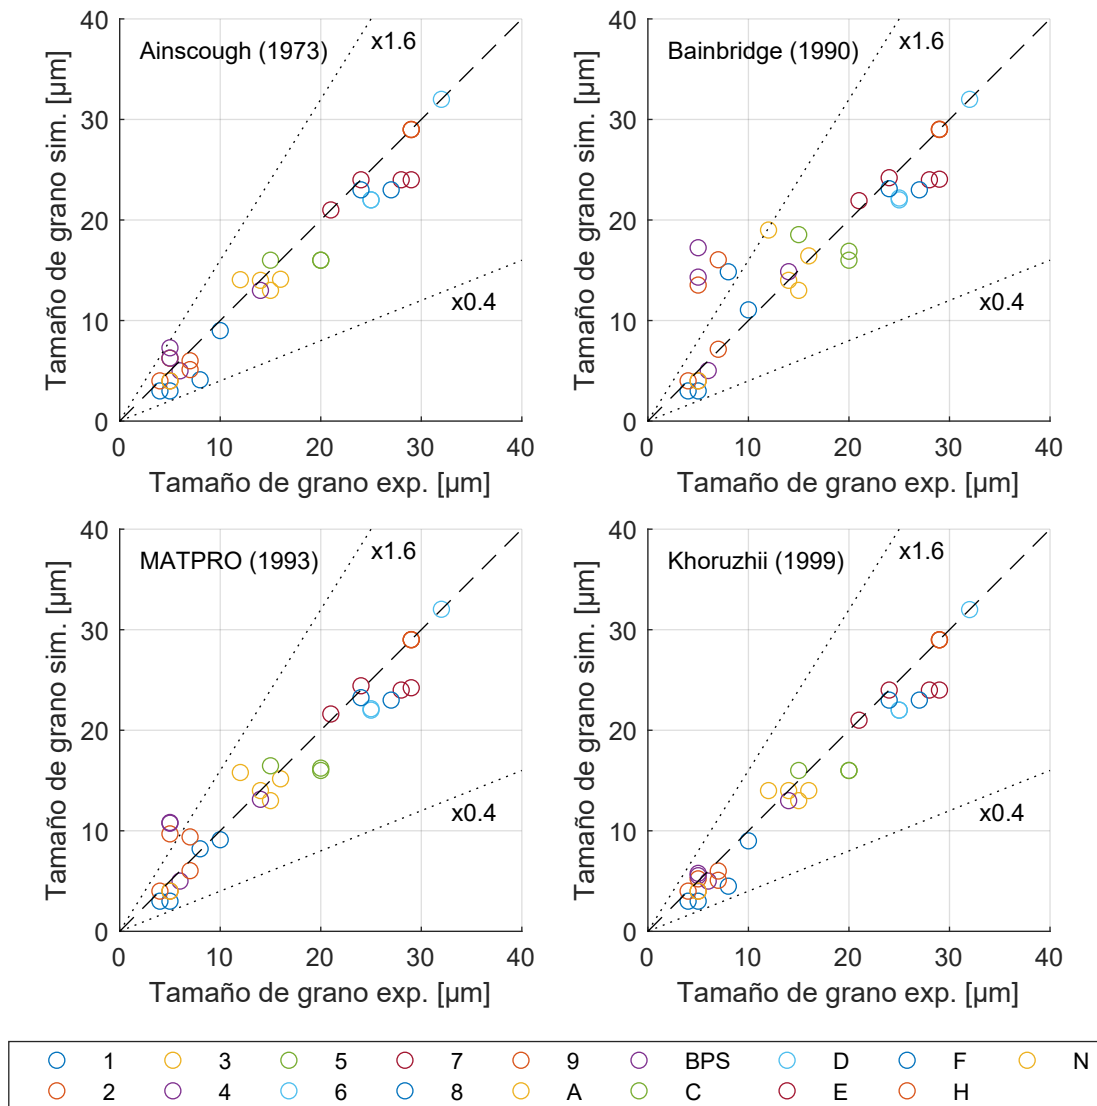 40
30
20
10
0
Tamaño de grano sim. [µm]
Ainscough (1973)
x1.6
x0.4
0 10 20 30 40
Tamaño de grano exp. [µm]
40
30
20
10
0
Tamaño de grano sim. [µm]
Bainbridge (1990)
x1.6
x0.4
0 10 20 30 40
Tamaño de grano exp. [µm]
40
30
20
10
0
Tamaño de grano sim. [µm]
MATPRO (1993)
x1.6
x0.4
0 10 20 30 40
Tamaño de grano exp. [µm]
40
30
20
10
0
Tamaño de grano sim. [µm]
Khoruzhii (1999)
x1.6
x0.4
0 10 20 30 40
Tamaño de grano exp. [µm]
1 3 5 7 9 BPS D F N
2 4 6 8 A C E H